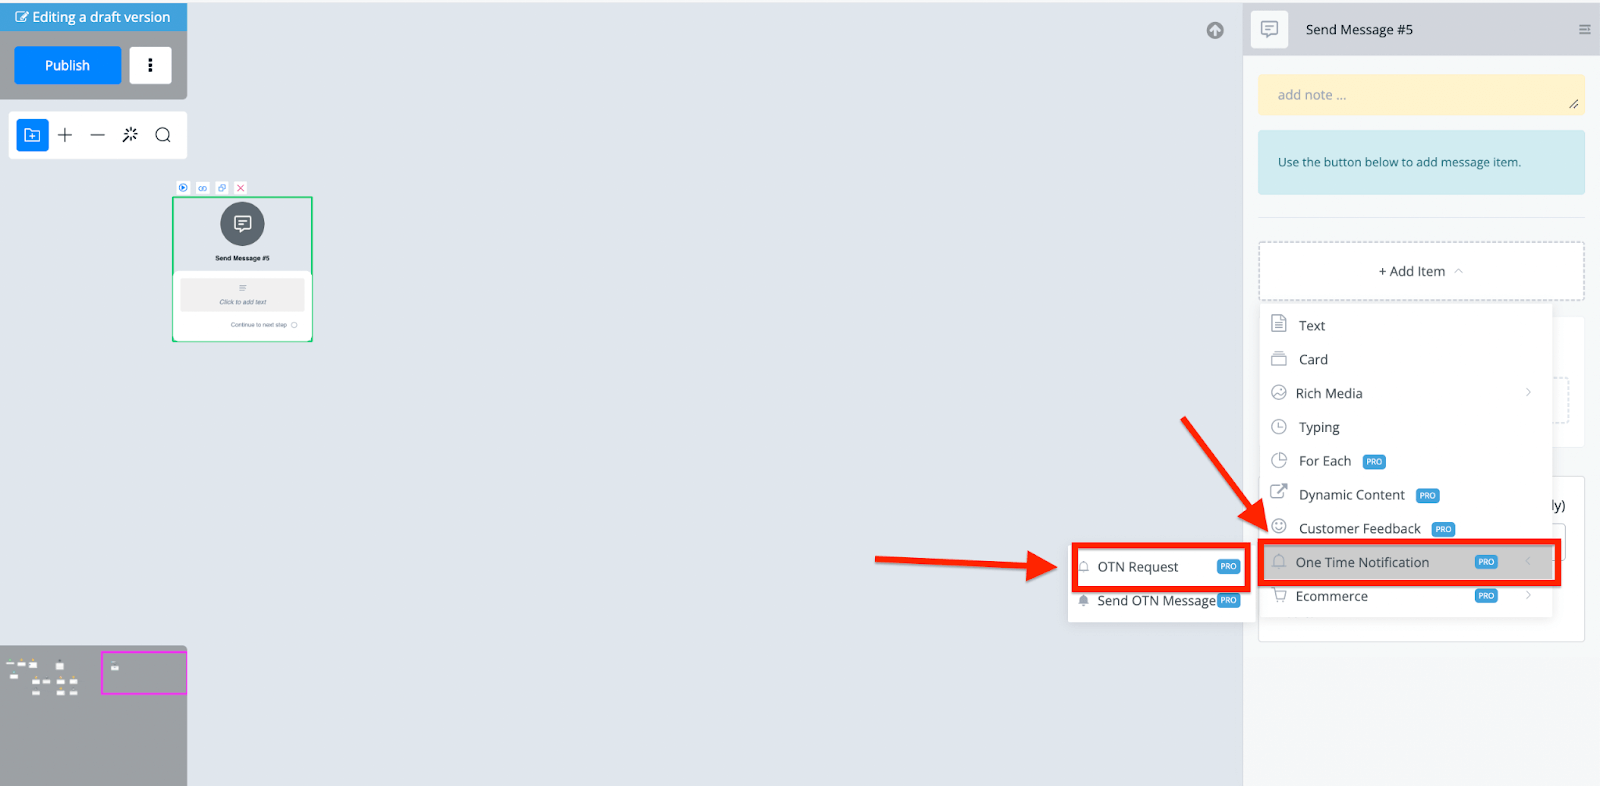 Editing a draft version
Publish
Send Message #5
Click to add text
Continue to next step
Send Message #5
add note ...
Use the button below to add message item.
+ Add Item
Text
Card
Rich Media
Typing
For Each PRO
Dynamic Content PRO
ly)
Customer Feedback PRO
One Time Notification PRO
Ecommerce PRO
OTN Request PRO
Send OTN Message PRO